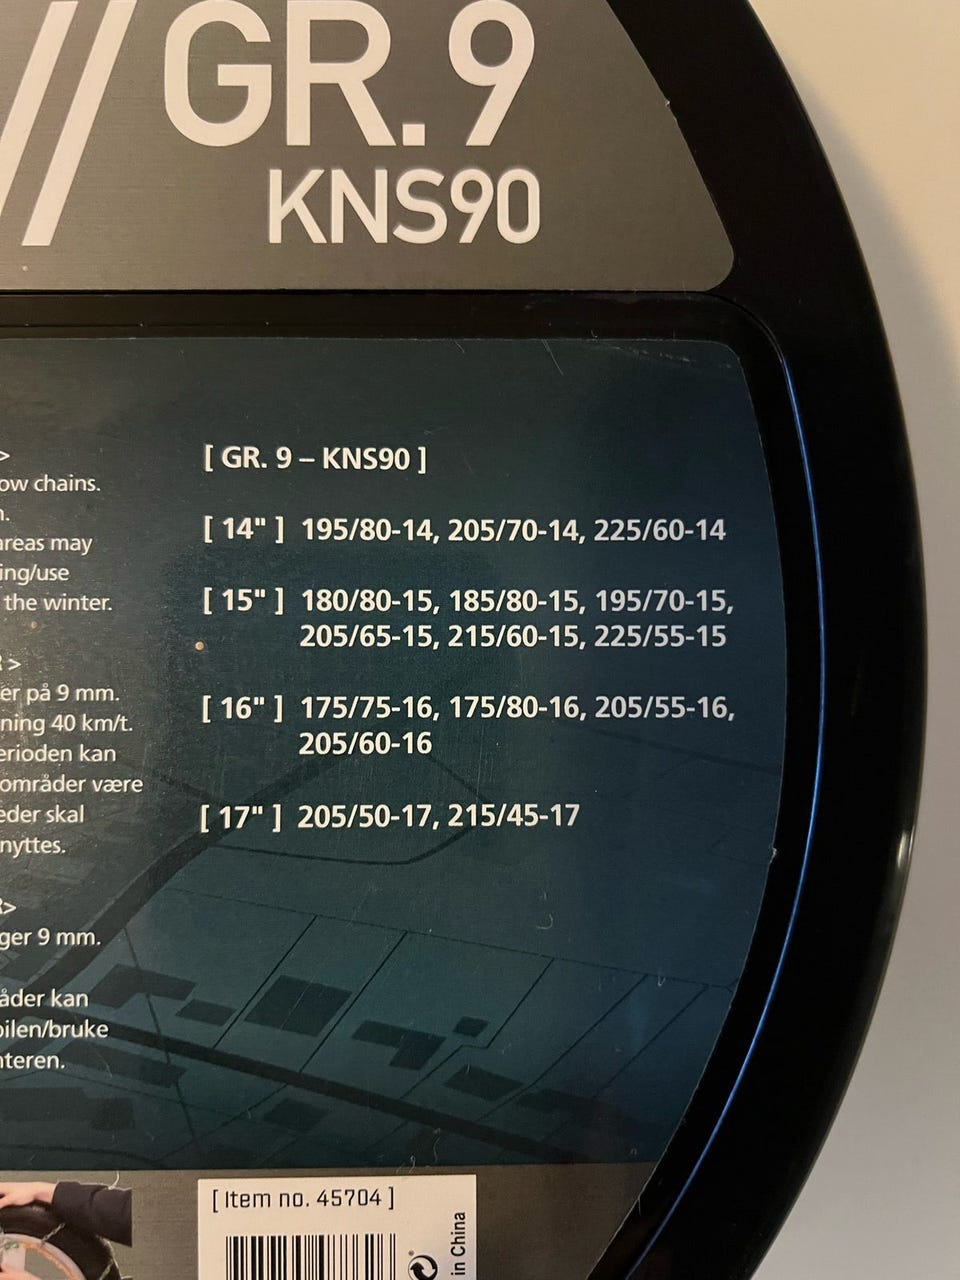 // GR. 9
KNS90
>
ow chains.
n.
areas may
ing/use
the winter.
>
er på 9 mm.
ning 40 km/t.
erioden kan
områder være
eder skal
nyttes.
>
ger 9 mm.
åder kan
bilen/bruke
nteren.
[ GR. 9 – KNS90 ]
[ 14" ] 195/80-14, 205/70-14, 225/60-14
[ 15" ] 180/80-15, 185/80-15, 195/70-15,
205/65-15, 215/60-15, 225/55-15
[ 16" ] 175/75-16, 175/80-16, 205/55-16,
205/60-16
[ 17" ] 205/50-17, 215/45-17
[ Item no. 45704 ]
in China